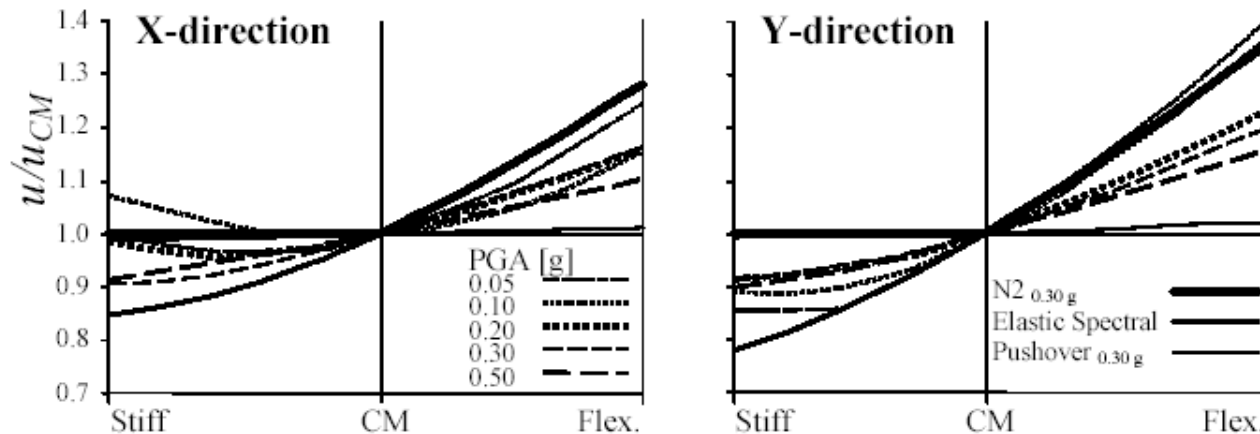 X-direction
Y-direction
u/u_CM
1.4
1.3
1.2
1.1
1.0
0.9
0.8
0.7
PGA [g]
0.05
0.10
0.20
0.30
0.50
Stiff
CM
Flex.
N2 0.30 g
Elastic Spectral
Pushover 0.30 g
Stiff
CM
Flex